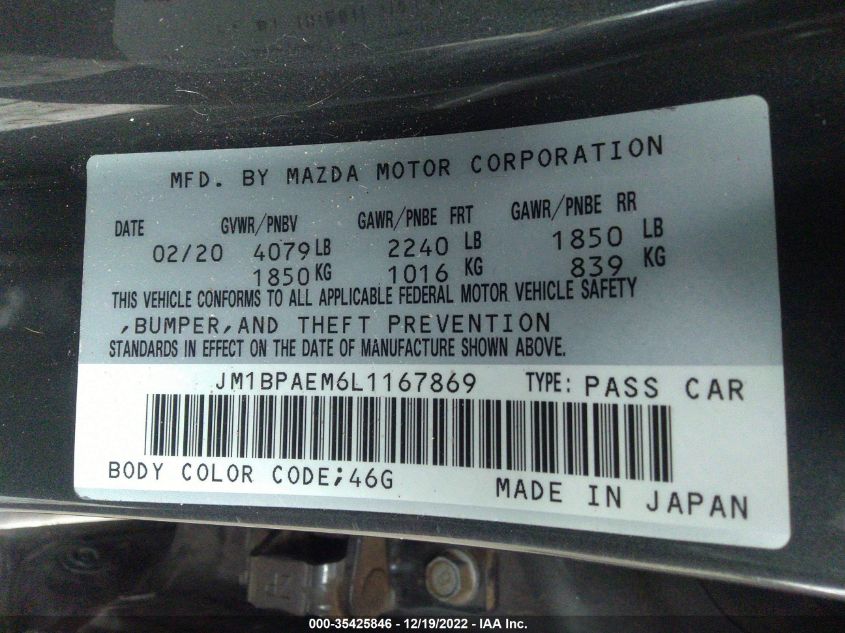 MFD. BY MAZDA MOTOR CORPORATION
DATE GVWR/PNBV GAWR/PNBE FRT GAWR/PNBE RR
02/20 4079 LB 2240 LB 1850 LB
1850 KG 1016 KG 839 KG
THIS VEHICLE CONFORMS TO ALL APPLICABLE FEDERAL MOTOR VEHICLE SAFETY
,BUMPER,AND THEFT PREVENTION
STANDARDS IN EFFECT ON THE DATE OF MANUFACTURE SHOWN ABOVE.
JM1BPAEM6L1167869 TYPE: PASS CAR
BODY COLOR CODE;46G
MADE IN JAPAN
000-35425846 - 12/19/2022 - IAA Inc.